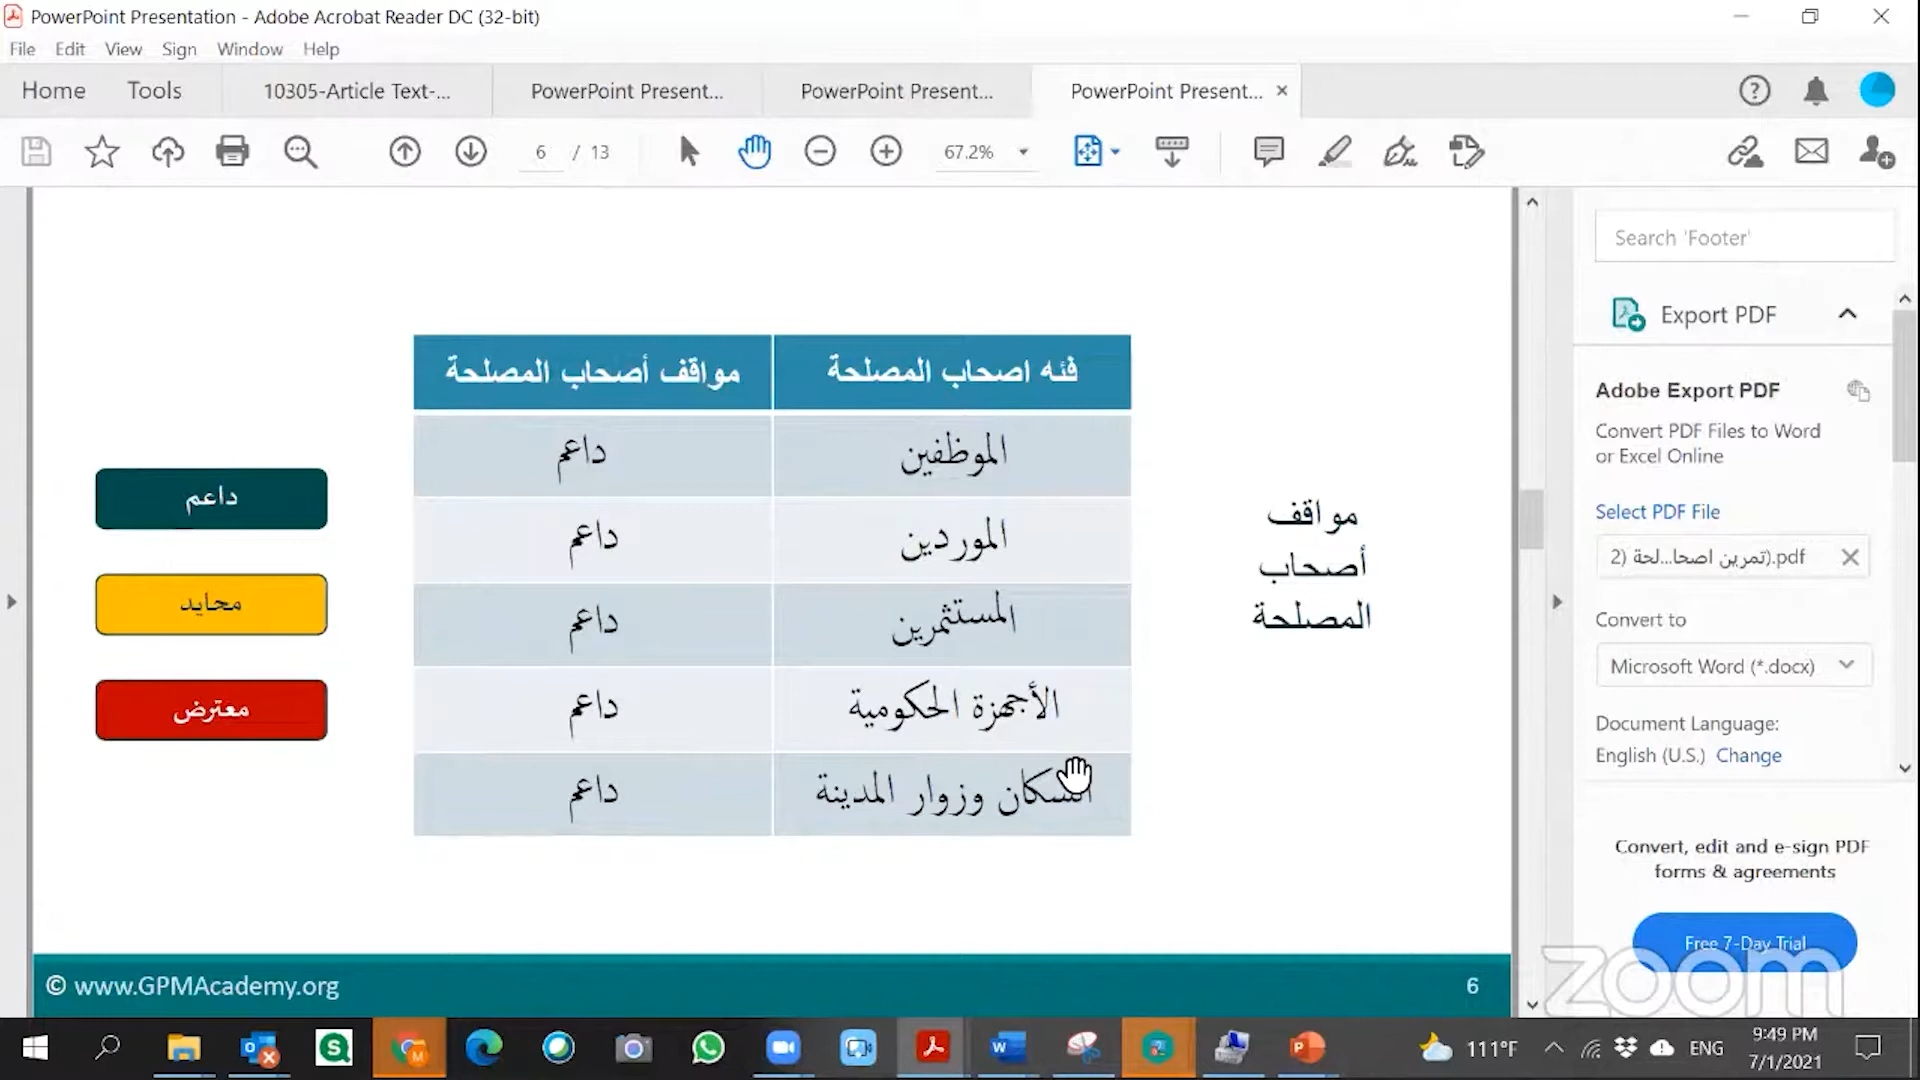 PowerPoint Presentation - Adobe Acrobat Reader DC (32-bit)
File Edit View Sign Window Help
Home Tools 10305-Article Text-... PowerPoint Present... PowerPoint Present... PowerPoint Present...
6 / 13 67.2%
فئه اصحاب المصلحة مواقف أصحاب المصلحة
الموظفين داعم
الموردين داعم
المستثمرين داعم
الأجهزة الحكومية داعم
السكان وزوار المدينة داعم
مواقف
أصحاب
المصلحة
داعم
محايد
معترض
© www.GPMAcademy.org 6
Search 'Footer'
Export PDF
Adobe Export PDF
Convert PDF Files to Word
or Excel Online
Select PDF File
2) تمرين اصحا...لحة).pdf
Convert to
Microsoft Word (*.docx)
Document Language:
English (U.S.) Change
Convert, edit and e-sign PDF
forms & agreements
Free 7-Day Trial
zoom
111°F ENG 9:49 PM
7/1/2021